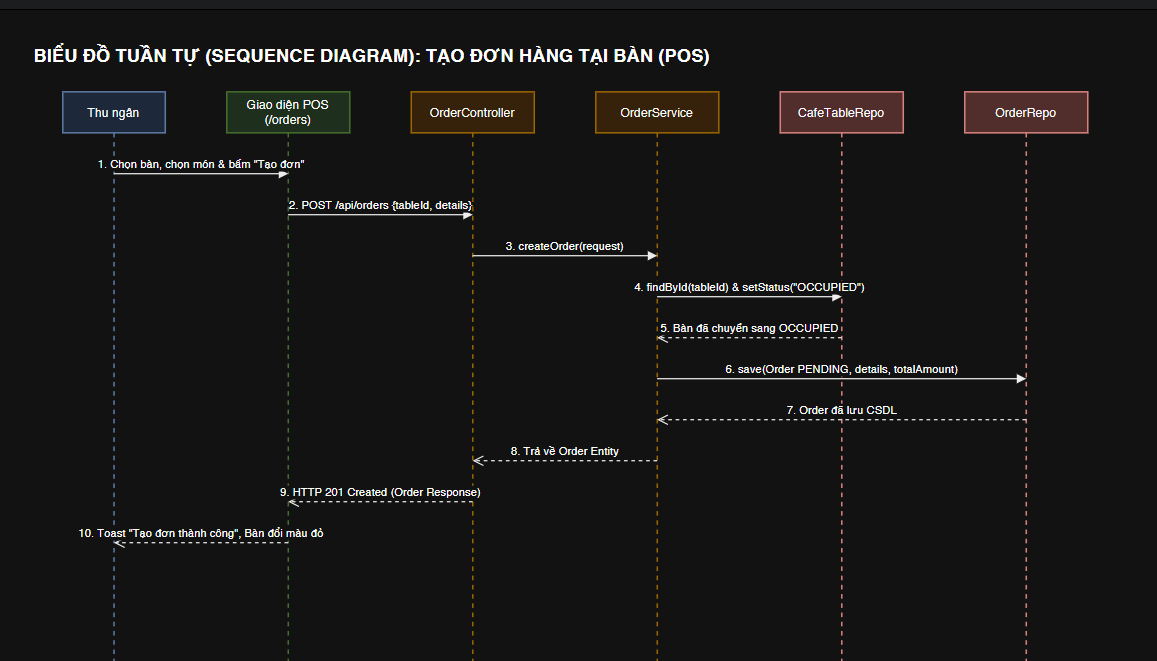 BIỂU ĐỒ TUẦN TỰ (SEQUENCE DIAGRAM): TẠO ĐƠN HÀNG TẠI BÀN (POS)
Thu ngân
Giao diện POS
(/orders)
OrderController
OrderService
CafeTableRepo
OrderRepo
1. Chọn bàn, chọn món & bấm "Tạo đơn"
2. POST /api/orders {tableId, details}
3. createOrder(request)
4. findById(tableId) & setStatus("OCCUPIED")
5. Bàn đã chuyển sang OCCUPIED
6. save(Order PENDING, details, totalAmount)
7. Order đã lưu CSDL
8. Trả về Order Entity
9. HTTP 201 Created (Order Response)
10. Toast "Tạo đơn thành công", Bàn đổi màu đỏ